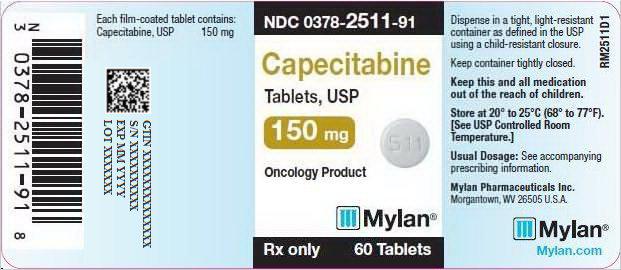 N
3 0378-2511-91 8
Each film-coated tablet contains:
Capecitabine, USP 150 mg
GTIN XXXXXXXXXXXXXX
S/N XXXXXXXXXX
EXP MM YYYY
LOT XXXXXX
NDC 0378-2511-91
Capecitabine
Tablets, USP
150 mg
511
Oncology Product
Mylan®
Rx only 60 Tablets
Dispense in a tight, light-resistant
container as defined in the USP
using a child-resistant closure.
Keep container tightly closed.
Keep this and all medication
out of the reach of children.
Store at 20° to 25°C (68° to 77°F).
[See USP Controlled Room
Temperature.]
Usual Dosage: See accompanying
prescribing information.
Mylan Pharmaceuticals Inc.
Morgantown, WV 26505 U.S.A.
Mylan®
Mylan.com
RM2511D1